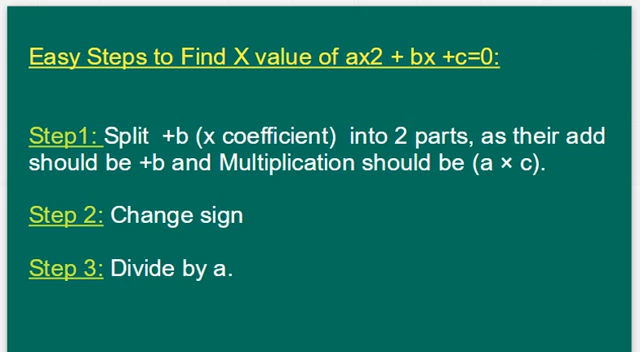 Easy Steps to Find X value of ax2 + bx +c=0:
Step1: Split  +b (x coefficient)  into 2 parts, as their add
should be +b and Multiplication should be (a × c).
Step 2: Change sign
Step 3: Divide by a.